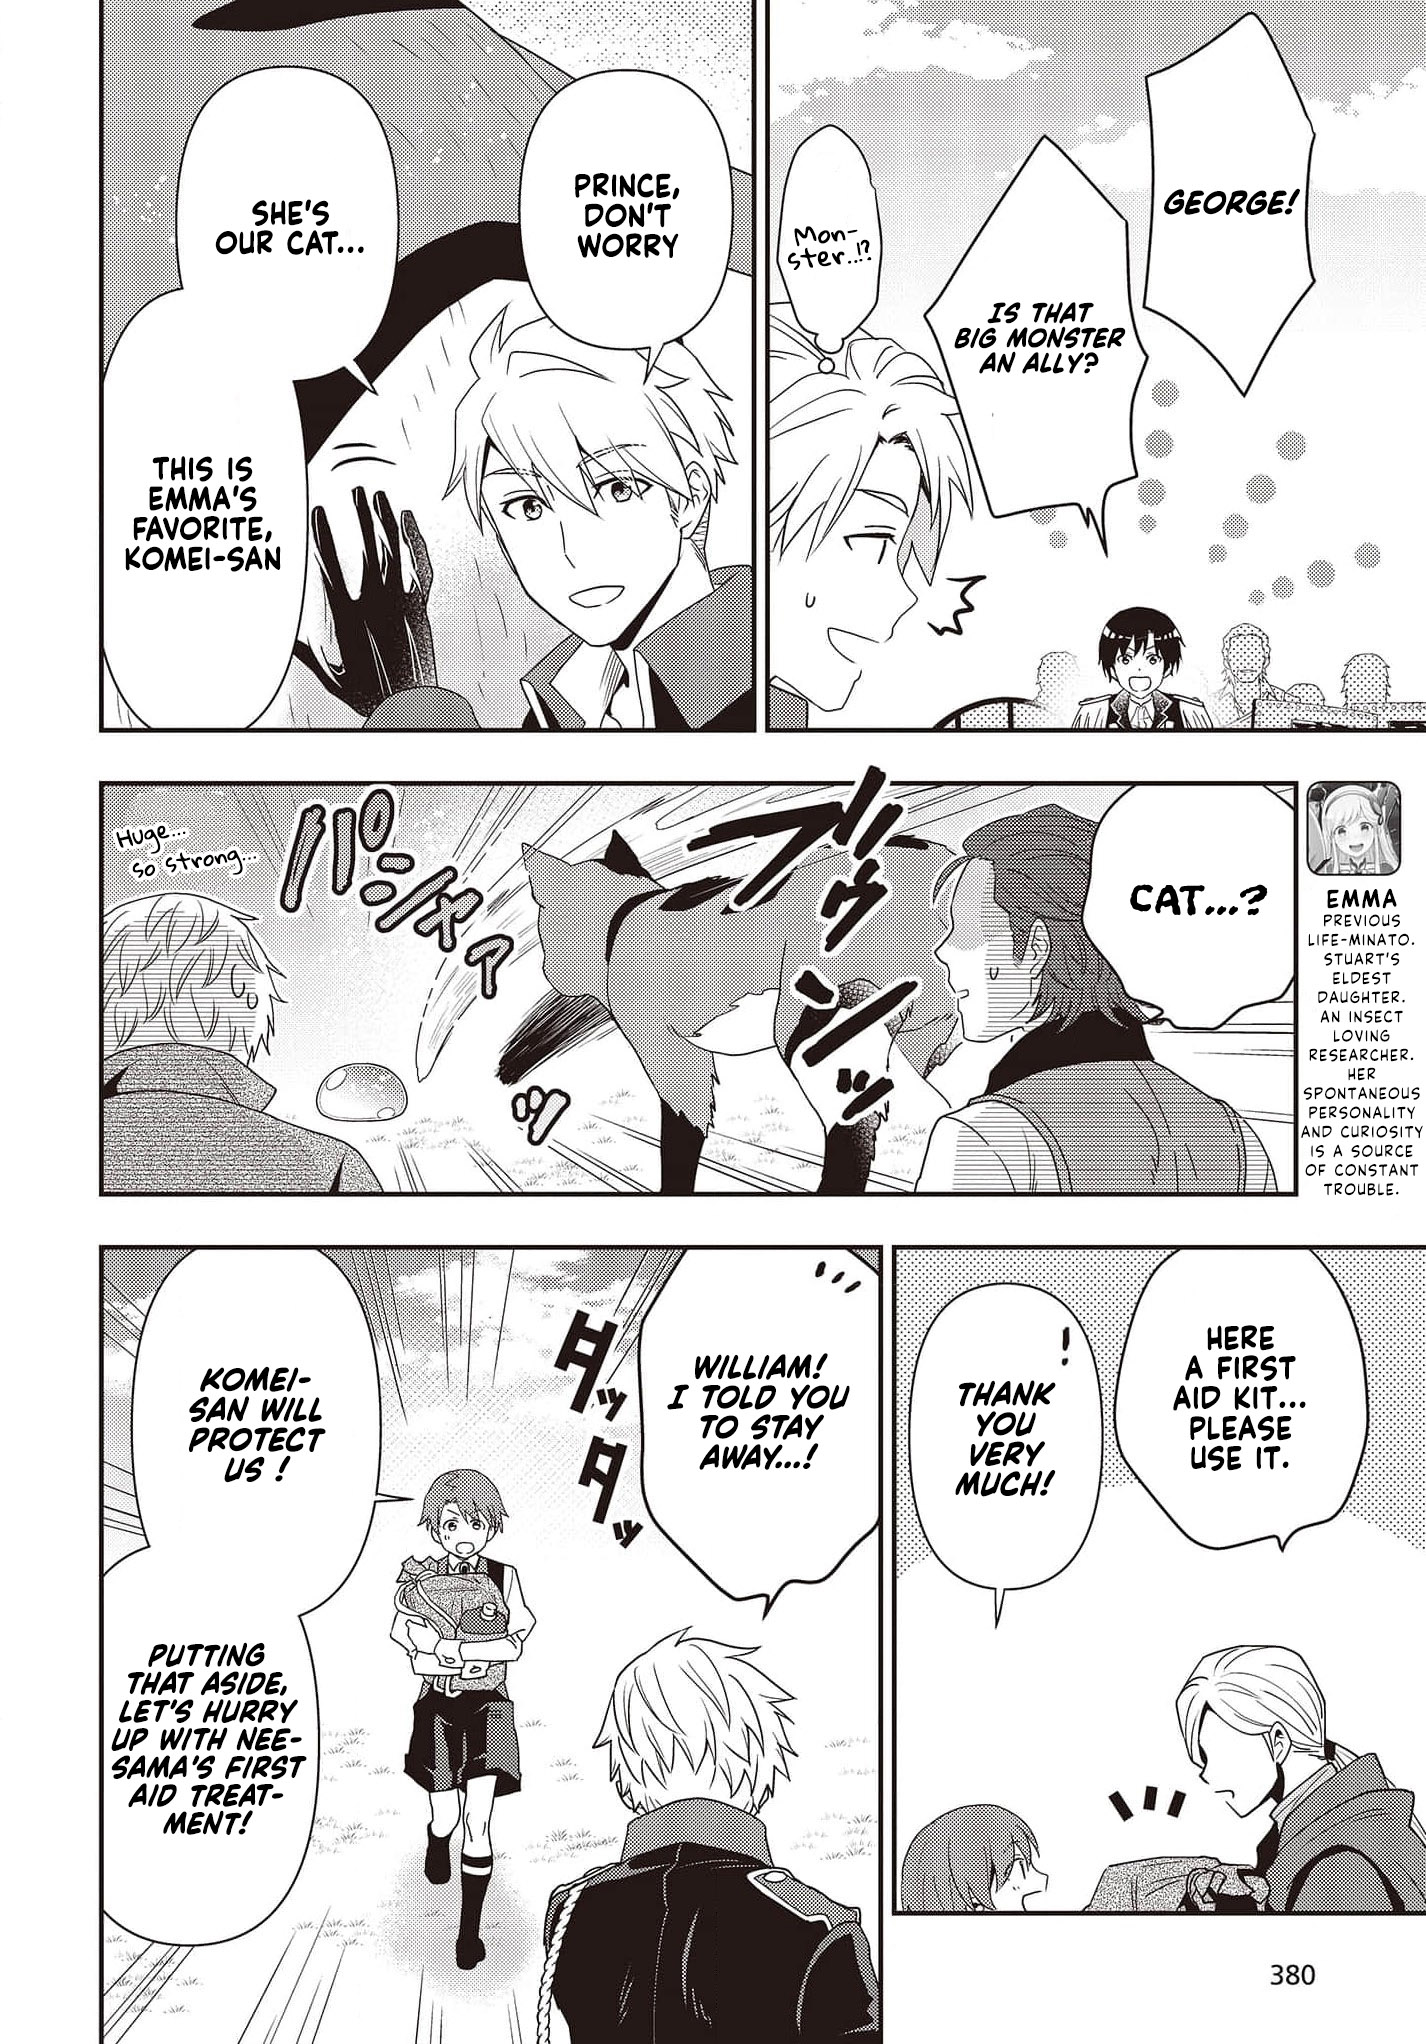 GEORGE!
IS THAT
BIG MONSTER
AN ALLY?
Mon-
ster...!?
PRINCE,
DON'T
WORRY
SHE'S
OUR CAT...
THIS IS
EMMA'S
FAVORITE,
KOMEI-SAN
CAT...?
ブゥン
パシャァ
Huge...
so strong...
EMMA
PREVIOUS
LIFE-MINATO.
STUART'S
ELDEST
DAUGHTER.
AN INSECT
LOVING
RESEARCHER.
HER
SPONTANEOUS
PERSONALITY
AND CURIOSITY
IS A SOURCE
OF CONSTANT
TROUBLE.
HERE
A FIRST
AID KIT...
PLEASE
USE IT.
!
THANK
YOU
VERY
MUCH!
WILLIAM!
I TOLD YOU
TO STAY
AWAY...!
タッ
タッ
KOMEI-
SAN WILL
PROTECT
US !
PUTTING
THAT ASIDE,
LET'S HURRY
UP WITH NEE-
SAMA'S FIRST
AID TREAT-
MENT!
380